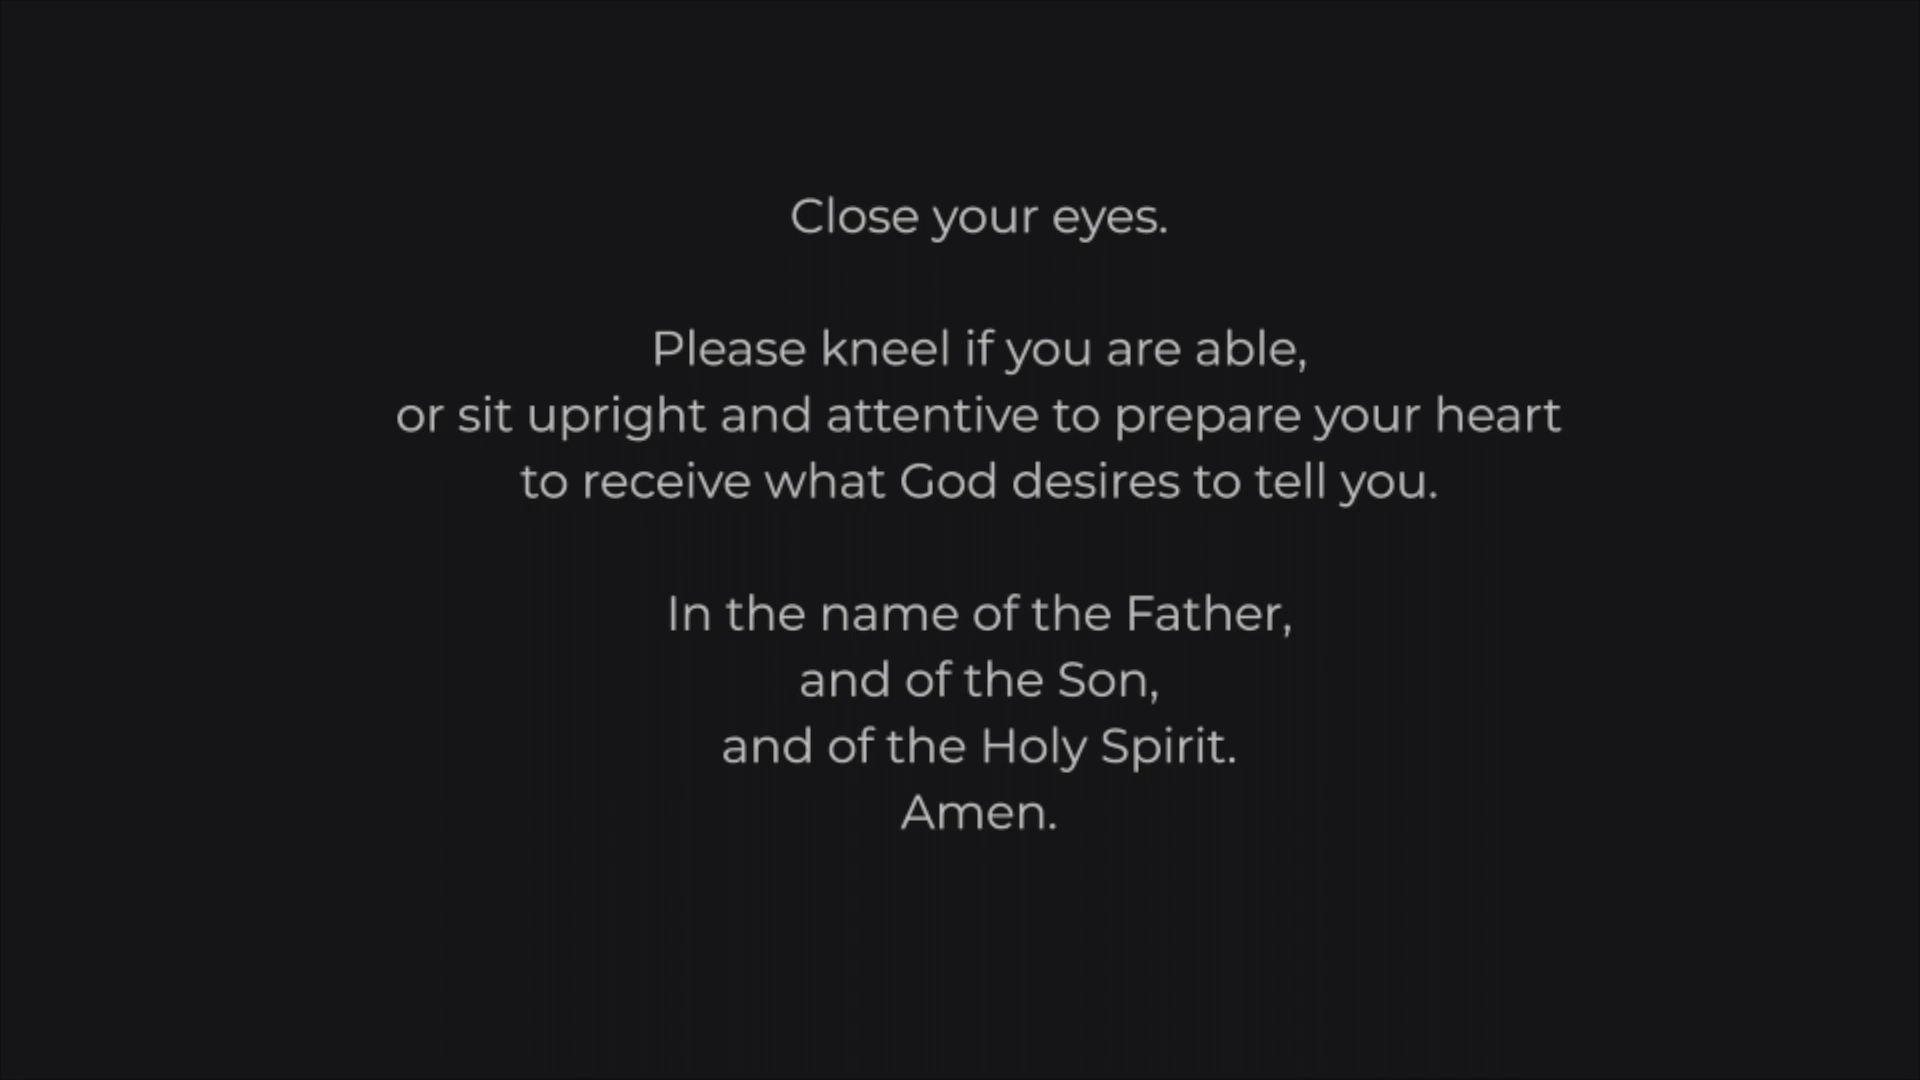 Close your eyes.
Please kneel if you are able,
or sit upright and attentive to prepare your heart
to receive what God desires to tell you.
In the name of the Father,
and of the Son,
and of the Holy Spirit.
Amen.